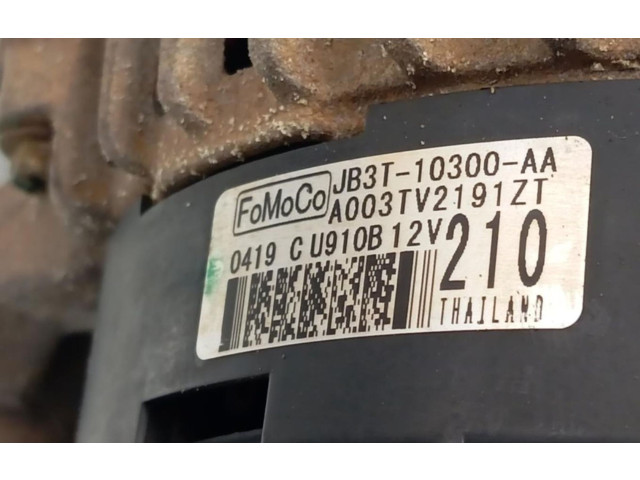 FoMoCo JB3T-10300-AA
A003TV2191ZT
0419 C U910B 12V 210
THAILAND